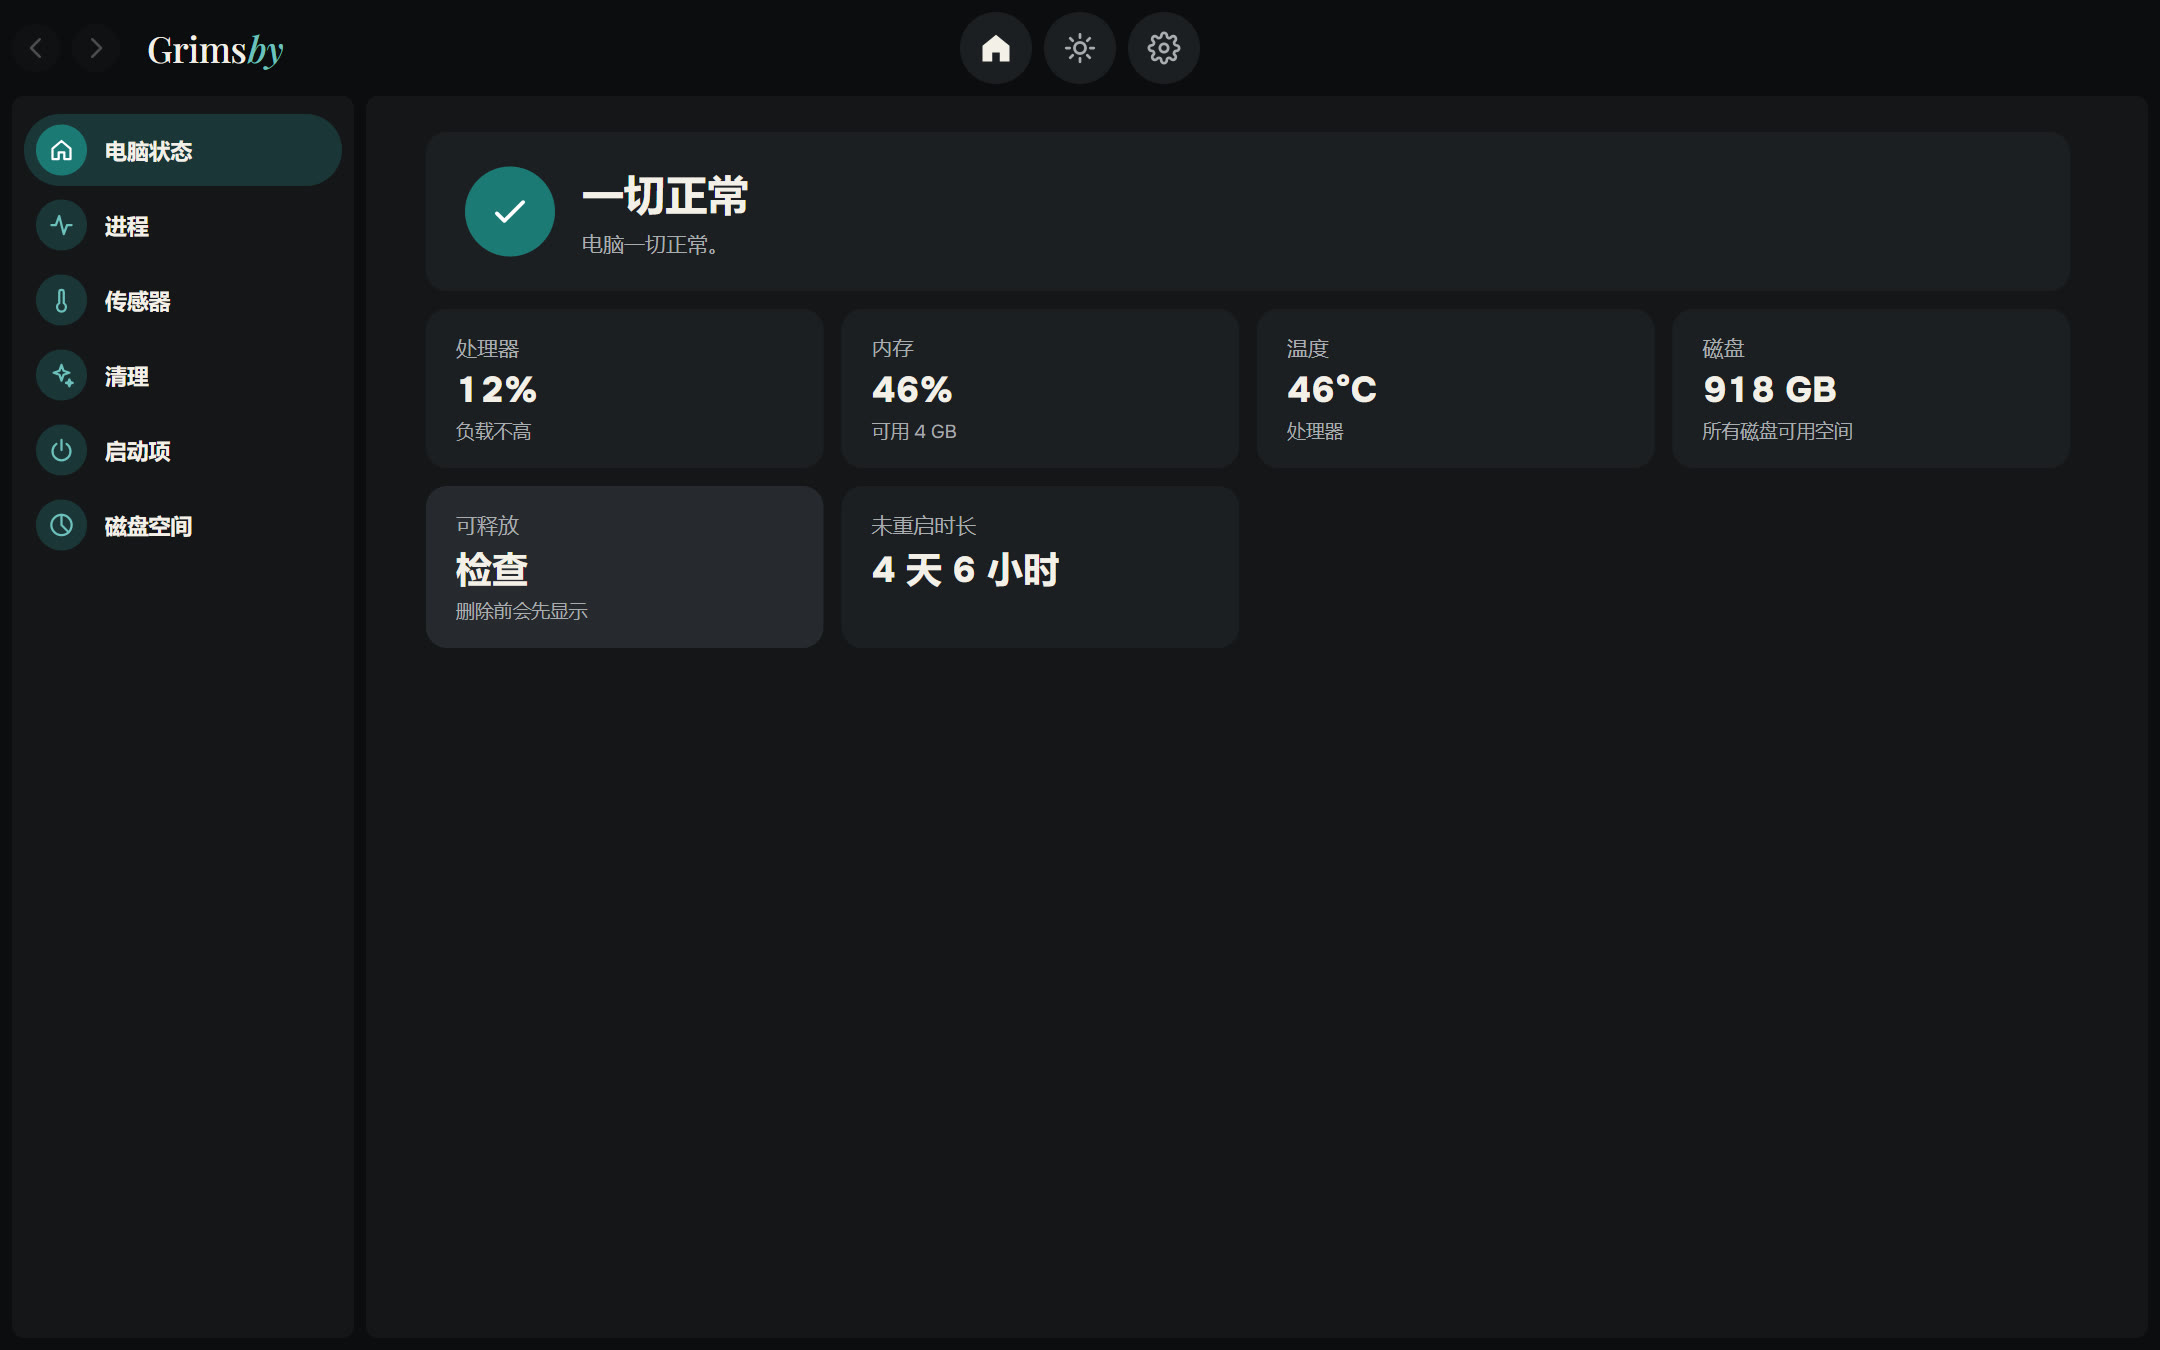 Grimsby
电脑状态
进程
传感器
清理
启动项
磁盘空间
一切正常
电脑一切正常。
处理器
12%
负载不高
内存
46%
可用 4 GB
温度
46°C
处理器
磁盘
918 GB
所有磁盘可用空间
可释放
检查
删除前会先显示
未重启时长
4 天 6 小时